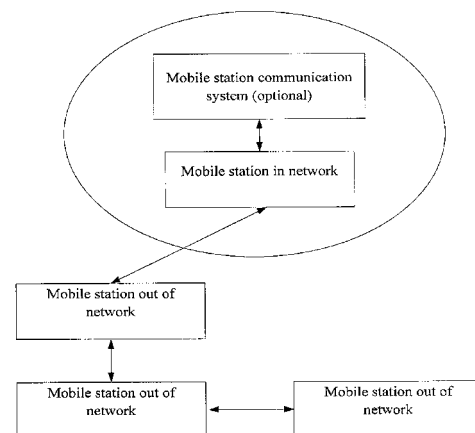 Mobile station communication
system (optional)
Mobile station in network
Mobile station out of
network
Mobile station out of
network
Mobile station out of
network